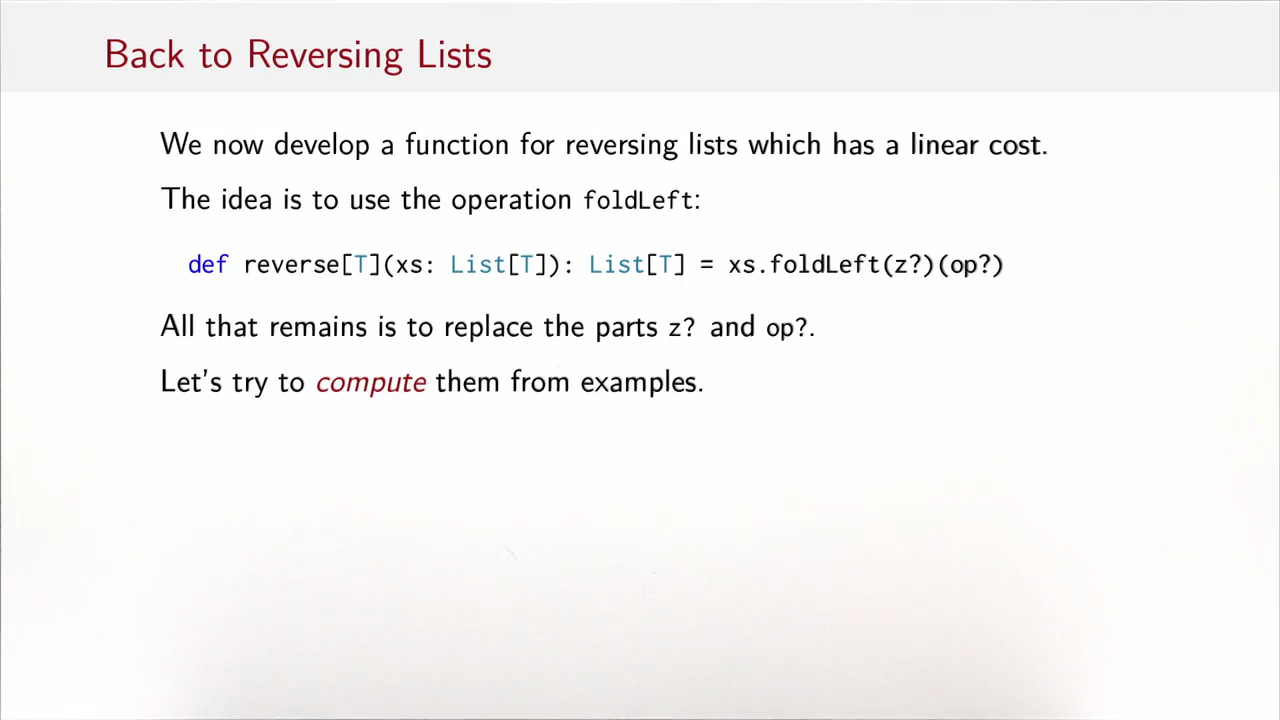 Back to Reversing Lists
We now develop a function for reversing lists which has a linear cost.
The idea is to use the operation foldLeft:
def reverse[T](xs: List[T]): List[T] = xs.foldLeft(z?)(op?)
All that remains is to replace the parts z? and op?.
Let's try to compute them from examples.